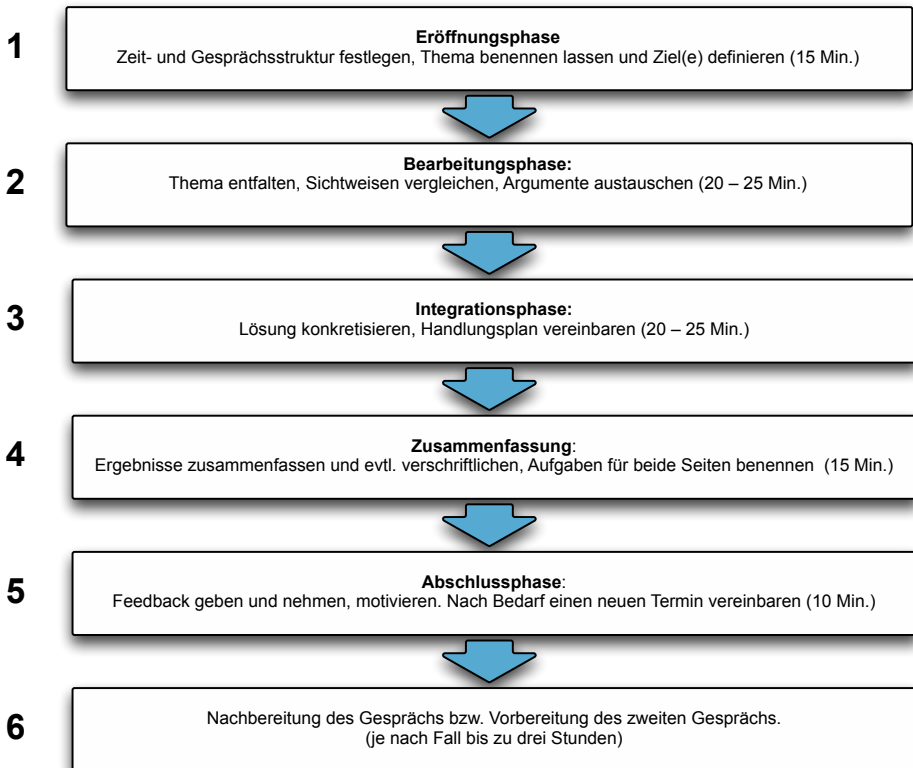 1
Eröffnungsphase
Zeit- und Gesprächsstruktur festlegen, Thema benennen lassen und Ziel(e) definieren (15 Min.)
2
Bearbeitungsphase:
Thema entfalten, Sichtweisen vergleichen, Argumente austauschen (20 – 25 Min.)
3
Integrationsphase:
Lösung konkretisieren, Handlungsplan vereinbaren (20 – 25 Min.)
4
Zusammenfassung:
Ergebnisse zusammenfassen und evtl. verschriftlichen, Aufgaben für beide Seiten benennen (15 Min.)
5
Abschlussphase:
Feedback geben und nehmen, motivieren. Nach Bedarf einen neuen Termin vereinbaren (10 Min.)
6
Nachbereitung des Gesprächs bzw. Vorbereitung des zweiten Gesprächs.
(je nach Fall bis zu drei Stunden)